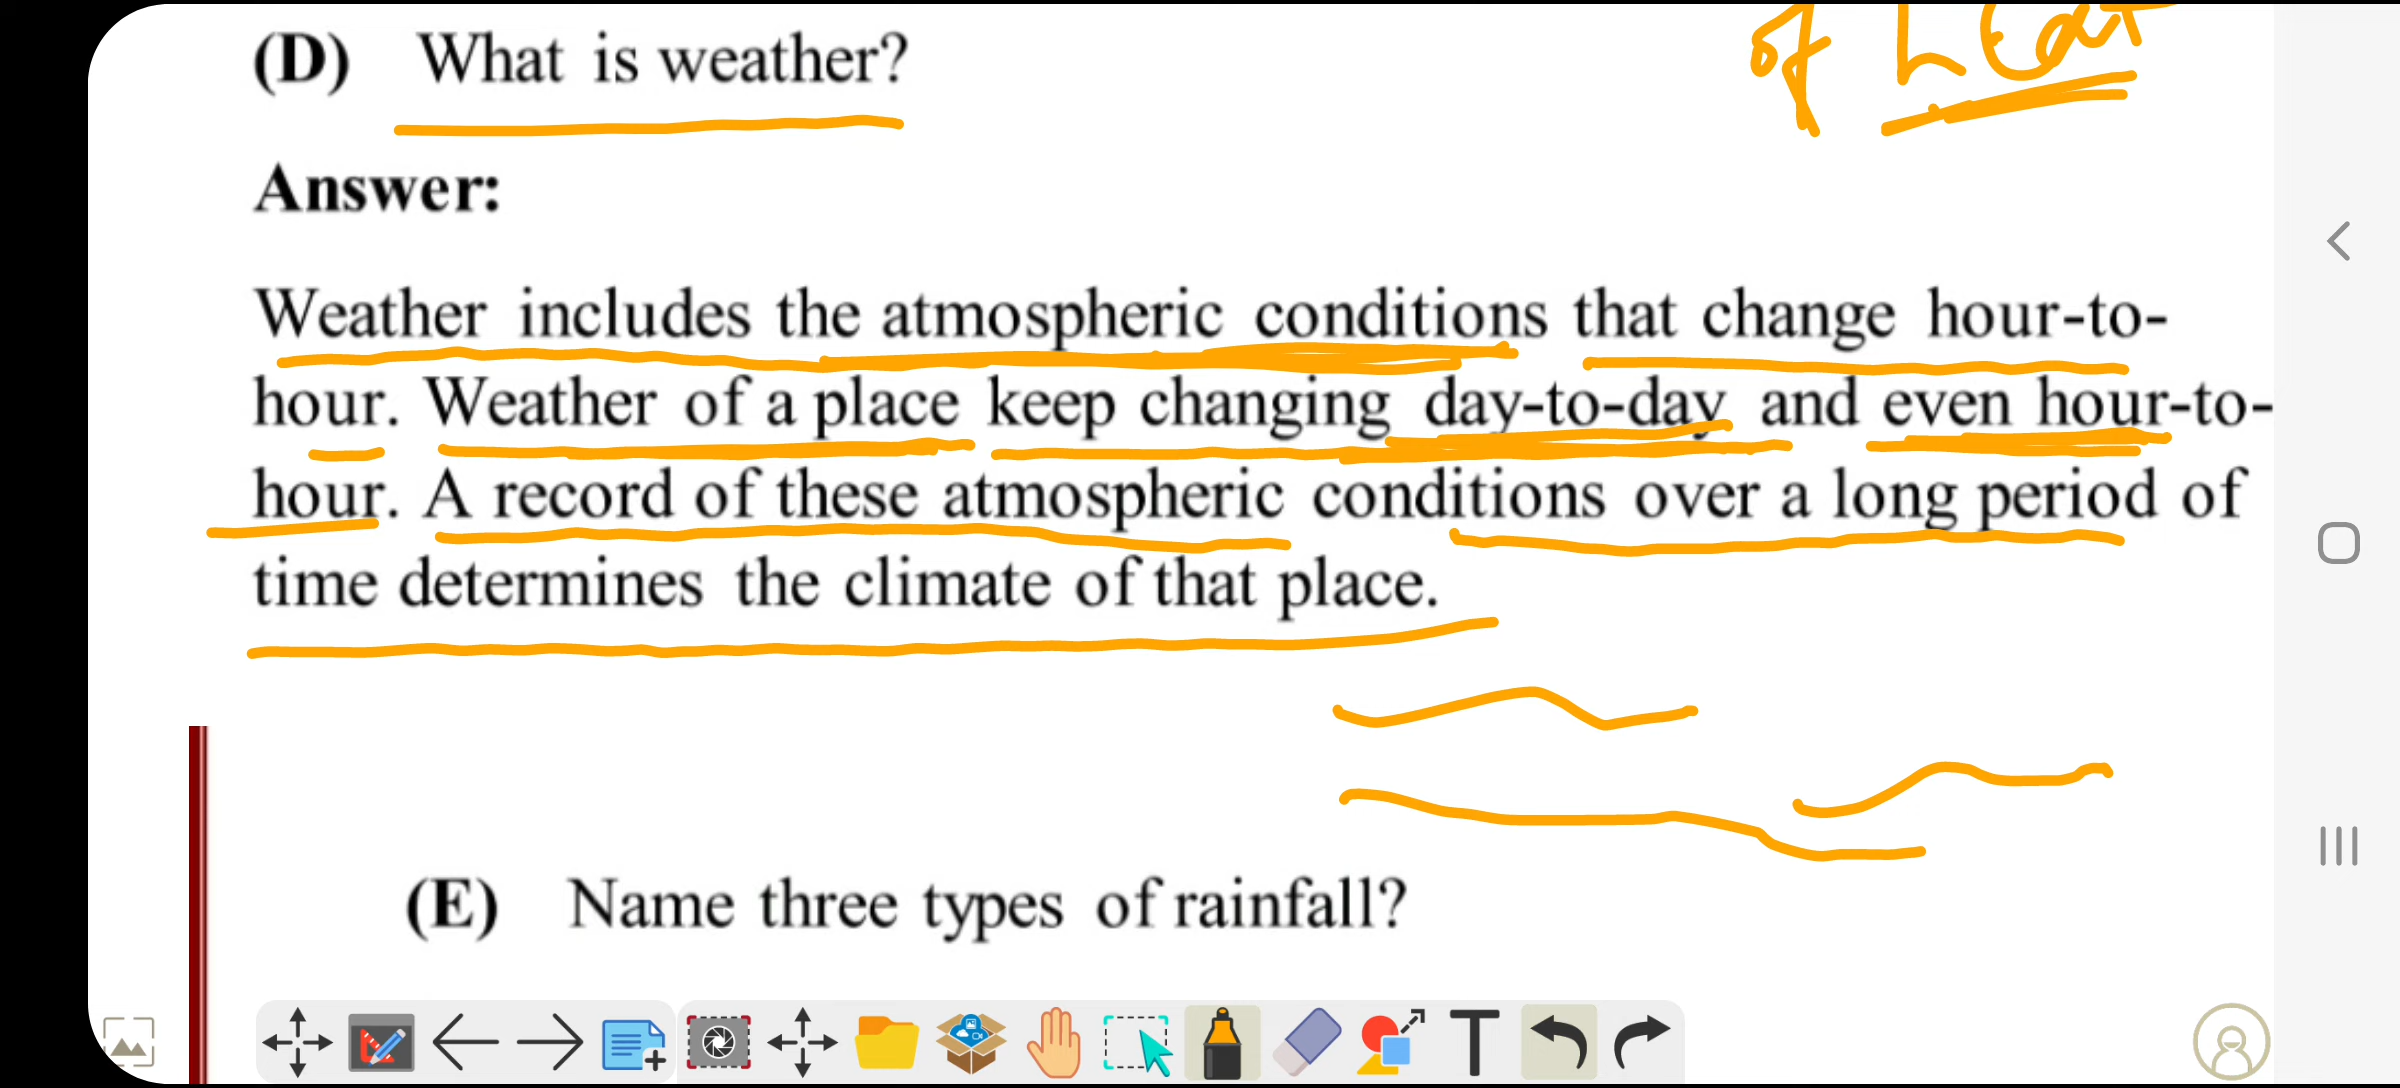 (D) What is weather?
of heat
Answer:
Weather includes the atmospheric conditions that change hour-to-
hour. Weather of a place keep changing day-to-day and even hour-to-
hour. A record of these atmospheric conditions over a long period of
time determines the climate of that place.
(E) Name three types of rainfall?